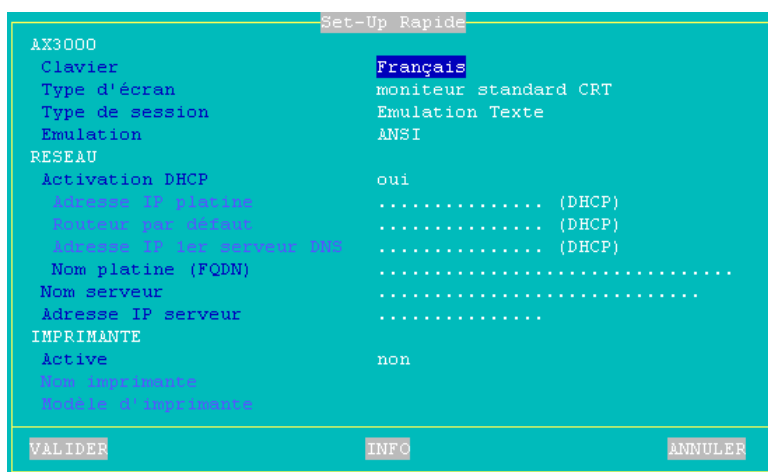 Set-Up Rapide
AX3000
Clavier Français
Type d'écran moniteur standard CRT
Type de session Emulation Texte
Emulation ANSI
RESEAU
Activation DHCP oui
Adresse IP platine ............... (DHCP)
Routeur par défaut ............... (DHCP)
Adresse IP 1er serveur DNS ............... (DHCP)
Nom platine (FQDN) .................................
Nom serveur ..............................
Adresse IP serveur ...............
IMPRIMANTE
Active non
Nom imprimante
Modèle d'imprimante
VALIDER INFO ANNULER